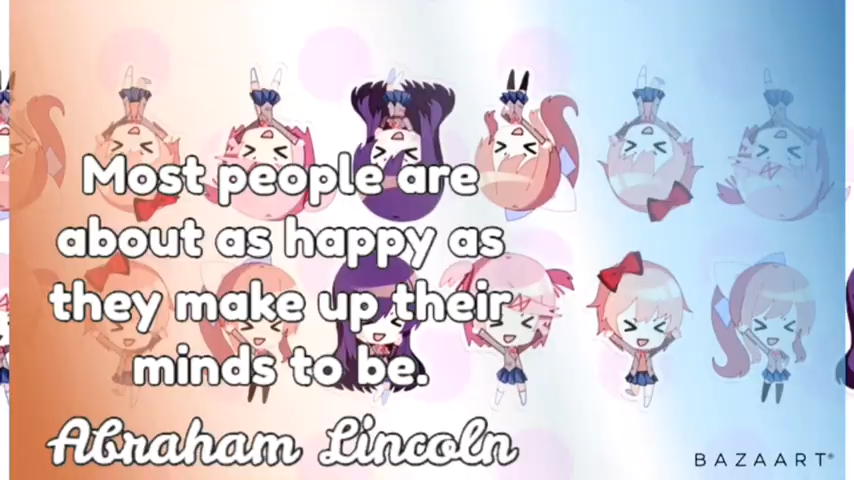 Most people are
about as happy as
they make up their
minds to be.
Abraham Lincoln
BAZAART®